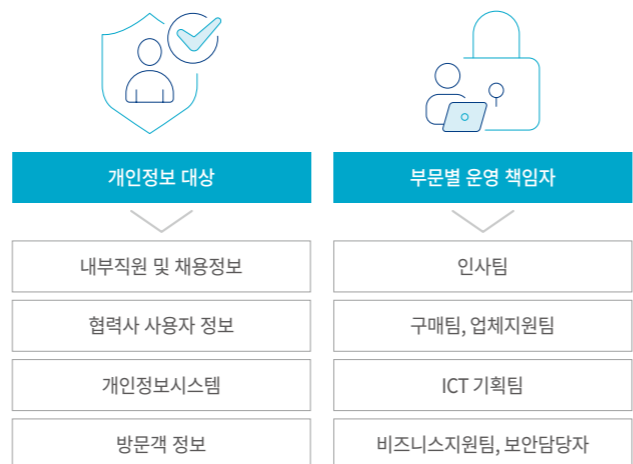 개인정보 대상
부문별 운영 책임자
내부직원 및 채용정보
인사팀
협력사 사용자 정보
구매팀, 업체지원팀
개인정보시스템
ICT 기획팀
방문객 정보
비즈니스지원팀, 보안담당자